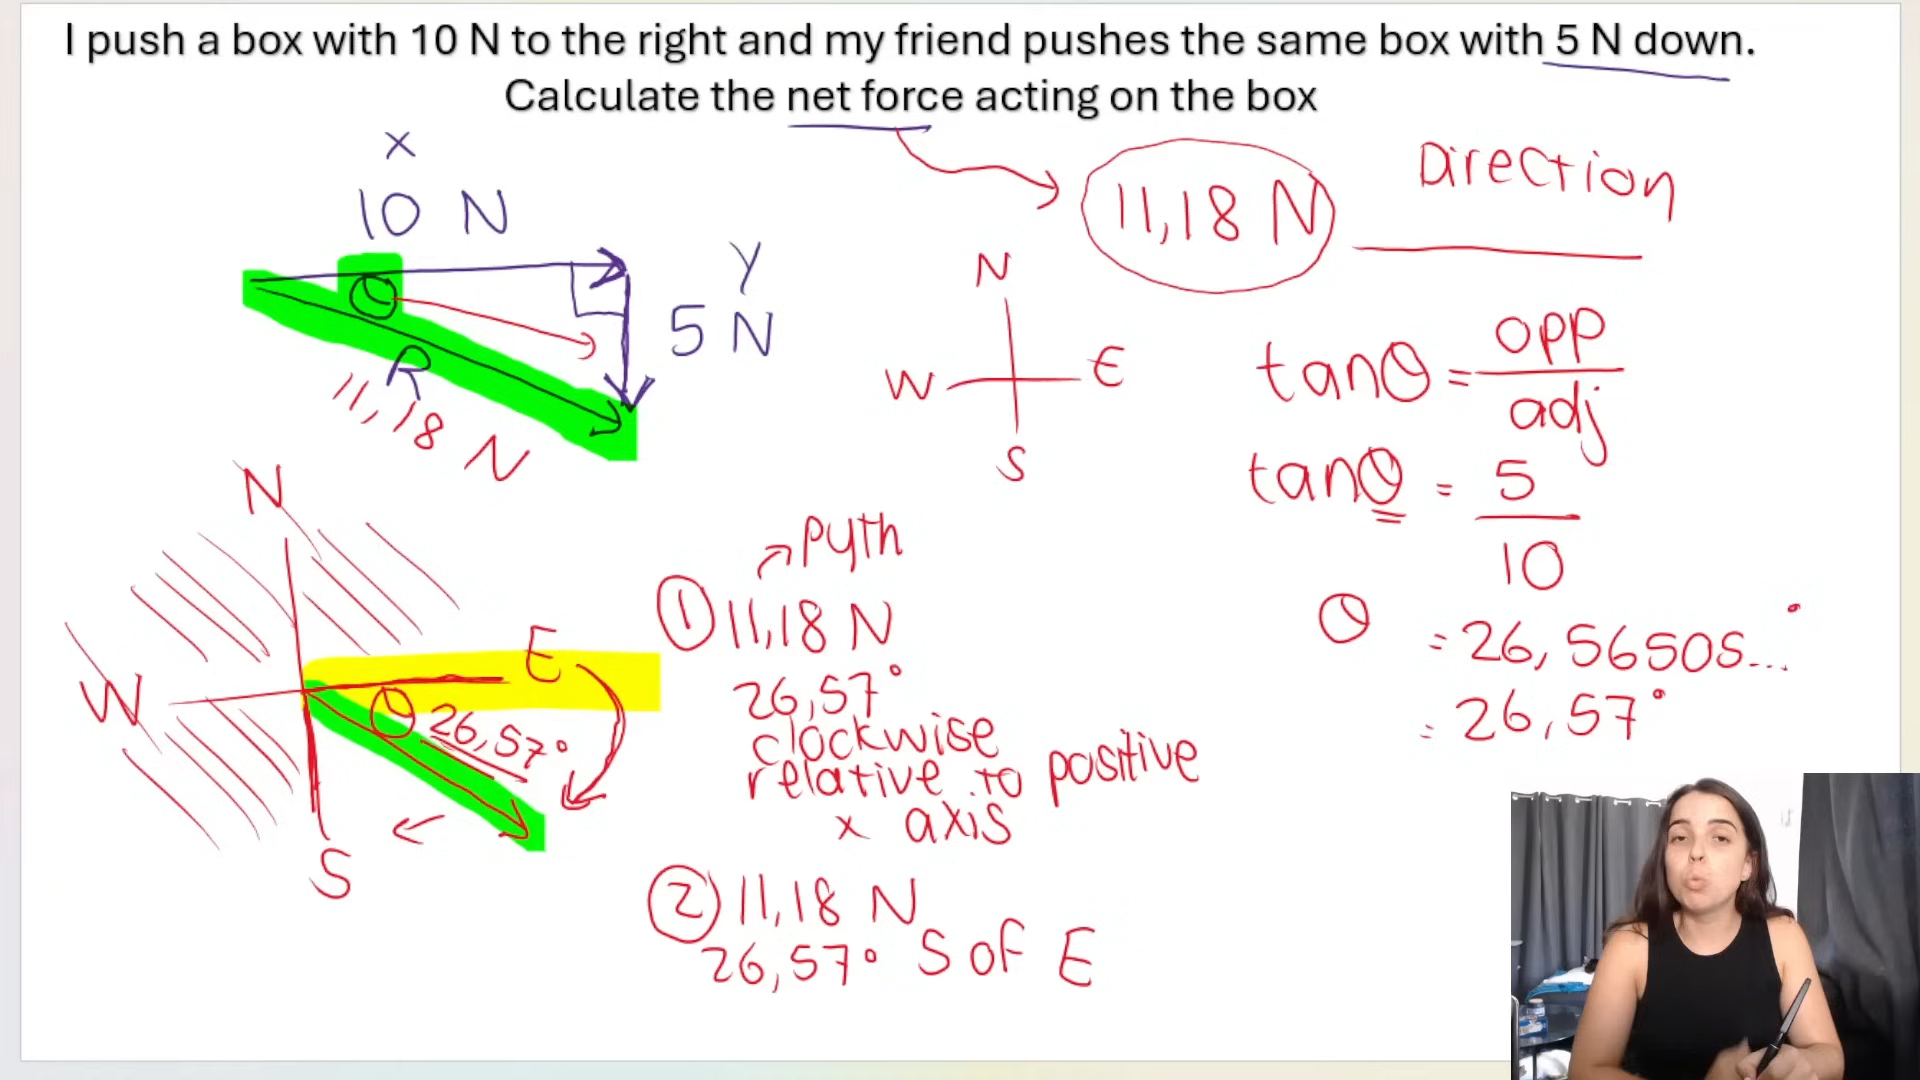 I push a box with 10 N to the right and my friend pushes the same box with 5 N down.
Calculate the net force acting on the box
x
10 N
y
5 N
θ
R
11,18 N
11,18 N
Direction
N
W E
S
tanθ = opp
adj
tanθ = 5
10
θ = 26,56505...°
= 26,57°
N
W E
θ 26,57°
S
→ Pyth
① 11,18 N
26,57°
clockwise
relative to positive
x axis
② 11,18 N
26,57° S of E